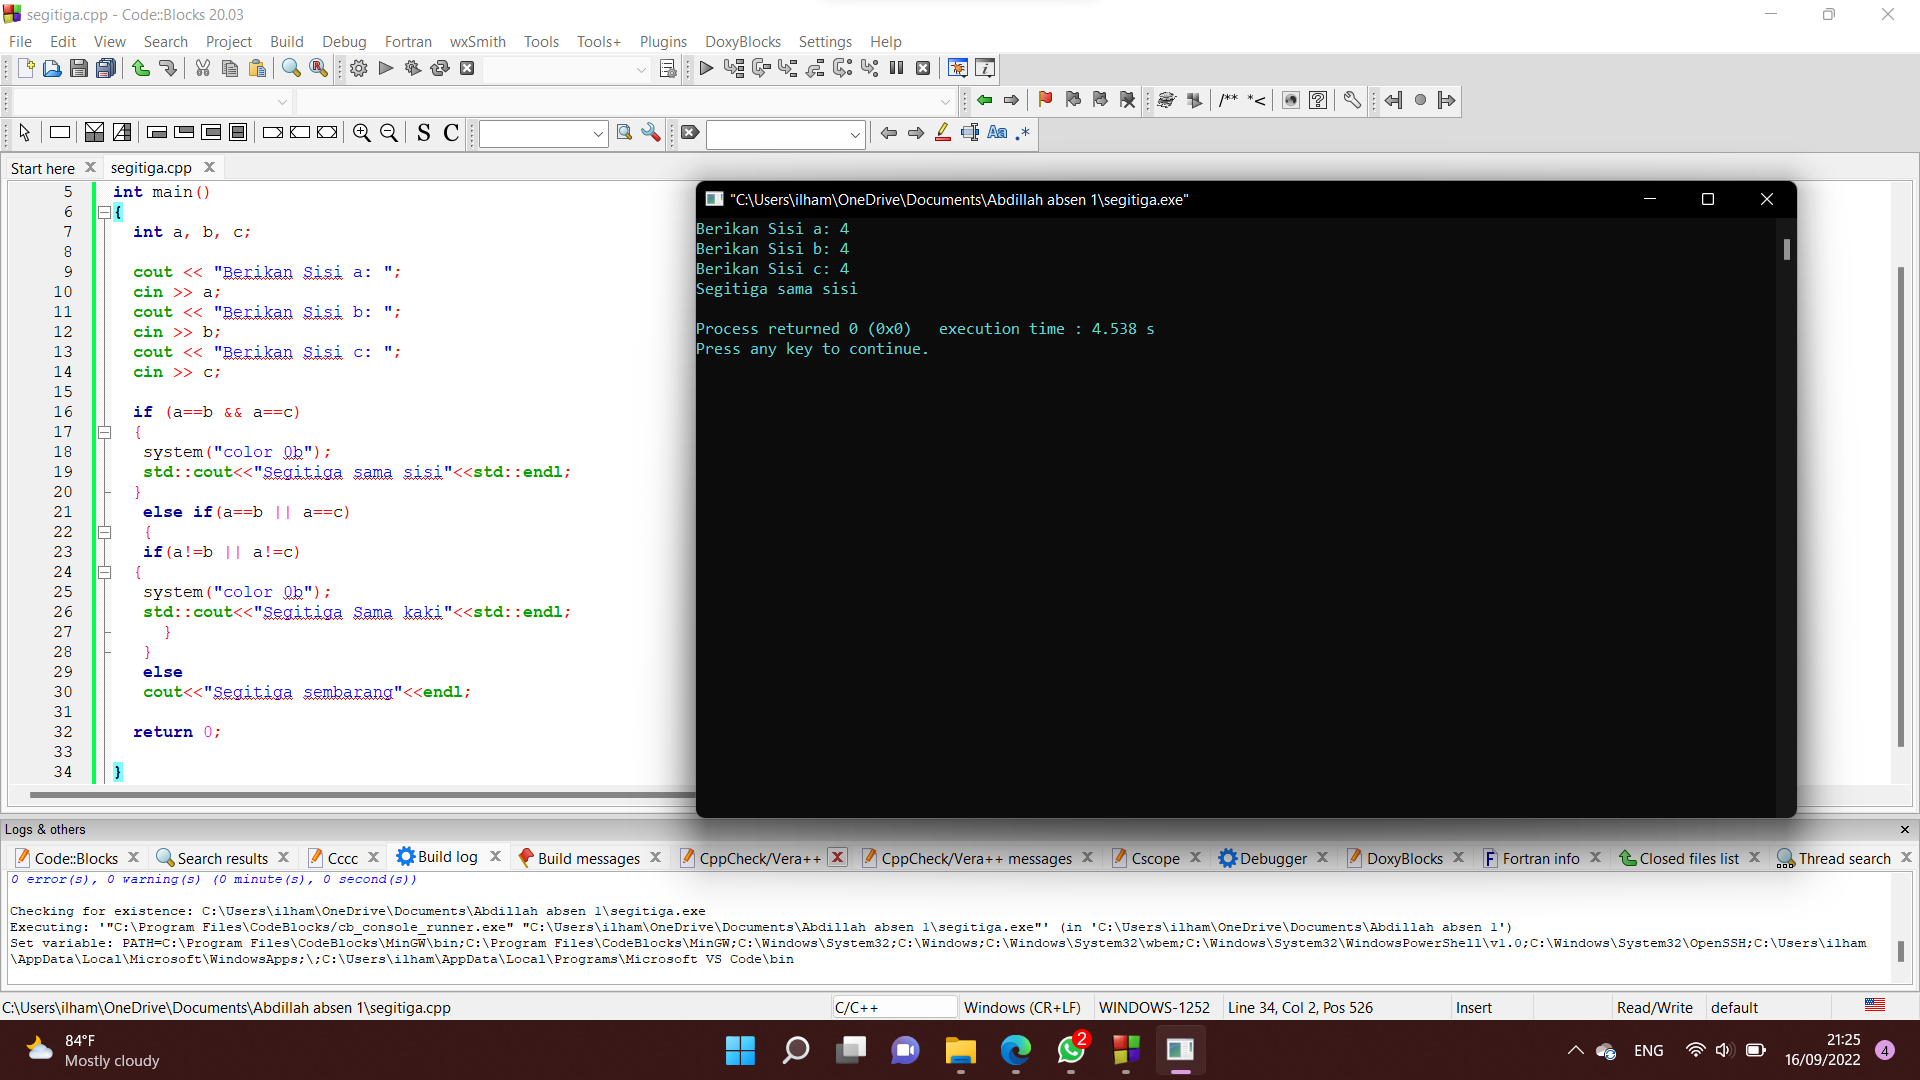 segitiga.cpp - Code::Blocks 20.03
File Edit View Search Project Build Debug Fortran wxSmith Tools Tools+ Plugins DoxyBlocks Settings Help
/** *<
S C Aa .*
Start here segitiga.cpp
5 int main()
6 {
7 int a, b, c;
8
9 cout << "Berikan Sisi a: ";
10 cin >> a;
11 cout << "Berikan Sisi b: ";
12 cin >> b;
13 cout << "Berikan Sisi c: ";
14 cin >> c;
15
16 if (a==b && a==c)
17 {
18 system("color 0b");
19 std::cout<<"Segitiga sama sisi"<<std::endl;
20 }
21 else if(a==b || a==c)
22 {
23 if(a!=b || a!=c)
24 {
25 system("color 0b");
26 std::cout<<"Segitiga Sama kaki"<<std::endl;
27 }
28 }
29 else
30 cout<<"Segitiga sembarang"<<endl;
31
32 return 0;
33
34 }
"C:\Users\ilham\OneDrive\Documents\Abdillah absen 1\segitiga.exe"
Berikan Sisi a: 4
Berikan Sisi b: 4
Berikan Sisi c: 4
Segitiga sama sisi
Process returned 0 (0x0) execution time : 4.538 s
Press any key to continue.
Logs & others
Code::Blocks Search results Cccc Build log Build messages CppCheck/Vera++ CppCheck/Vera++ messages Cscope Debugger DoxyBlocks Fortran info Closed files list Thread search
0 error(s), 0 warning(s) (0 minute(s), 0 second(s))
Checking for existence: C:\Users\ilham\OneDrive\Documents\Abdillah absen 1\segitiga.exe
Executing: '"C:\Program Files\CodeBlocks/cb_console_runner.exe" "C:\Users\ilham\OneDrive\Documents\Abdillah absen 1\segitiga.exe"' (in 'C:\Users\ilham\OneDrive\Documents\Abdillah absen 1')
Set variable: PATH=C:\Program Files\CodeBlocks\MinGW\bin;C:\Program Files\CodeBlocks\MinGW;C:\Windows\System32;C:\Windows;C:\Windows\System32\wbem;C:\Windows\System32\WindowsPowerShell\v1.0;C:\Windows\System32\OpenSSH;C:\Users\ilham
\AppData\Local\Microsoft\WindowsApps;\;C:\Users\ilham\AppData\Local\Programs\Microsoft VS Code\bin
C:\Users\ilham\OneDrive\Documents\Abdillah absen 1\segitiga.cpp C/C++ Windows (CR+LF) WINDOWS-1252 Line 34, Col 2, Pos 526 Insert Read/Write default
84°F
Mostly cloudy
2
ENG
21:25
16/09/2022
4